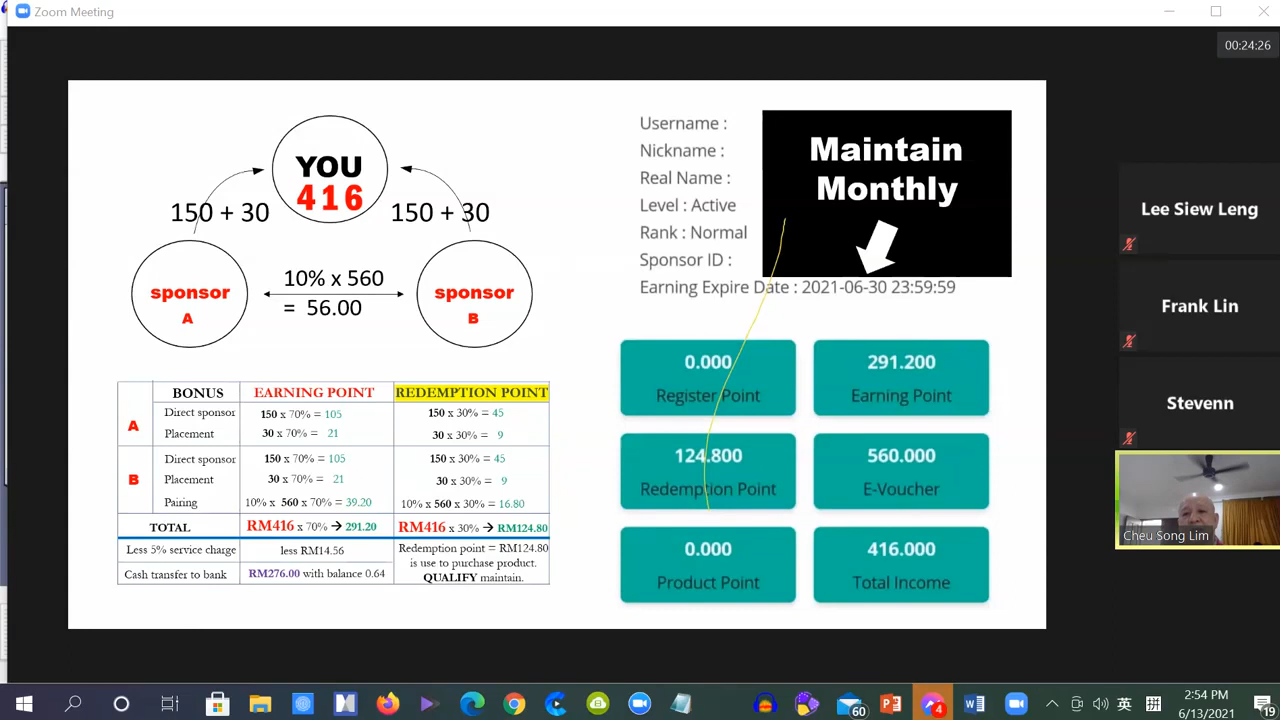 Zoom Meeting
00:24:26
YOU
416
150 + 30
150 + 30
sponsor
A
10% x 560
= 56.00
sponsor
B
Username :
Nickname :
Real Name :
Level : Active
Rank : Normal
Sponsor ID :
Earning Expire Date : 2021-06-30 23:59:59
Maintain
Monthly
BONUS EARNING POINT REDEMPTION POINT
A
Direct sponsor 150 x 70% = 105 150 x 30% = 45
Placement 30 x 70% = 21 30 x 30% = 9
B
Direct sponsor 150 x 70% = 105 150 x 30% = 45
Placement 30 x 70% = 21 30 x 30% = 9
Pairing 10% x 560 x 70% = 39.20 10% x 560 x 30% = 16.80
TOTAL RM416 x 70% → 291.20 RM416 x 30% → RM124.80
Less 5% service charge less RM14.56 Redemption point = RM124.80
is use to purchase product.
Cash transfer to bank RM276.00 with balance 0.64 QUALIFY maintain.
0.000
Register Point
291.200
Earning Point
124.800
Redemption Point
560.000
E-Voucher
0.000
Product Point
416.000
Total Income
Lee Siew Leng
Frank Lin
Stevenn
Cheu Song Lim
60
4
英
拼
2:54 PM
6/13/2021
19